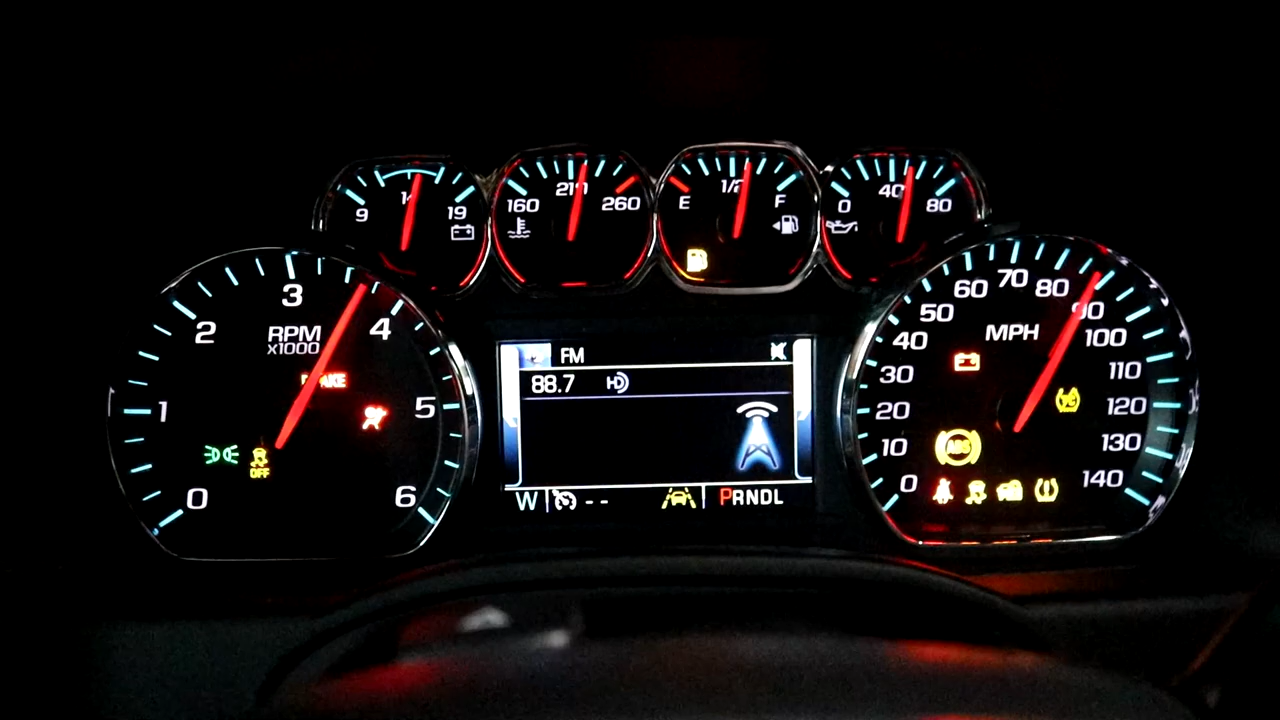 9 14 19
160 210 260
E 1/2 F
0 40 80
0 1 2 3 4 5 6
RPM
x1000
BRAKE
OFF
FM
88.7 HD
W -- PRNDL
0 10 20 30 40 50 60 70 80 90 100 110 120 130 140
MPH
ABS